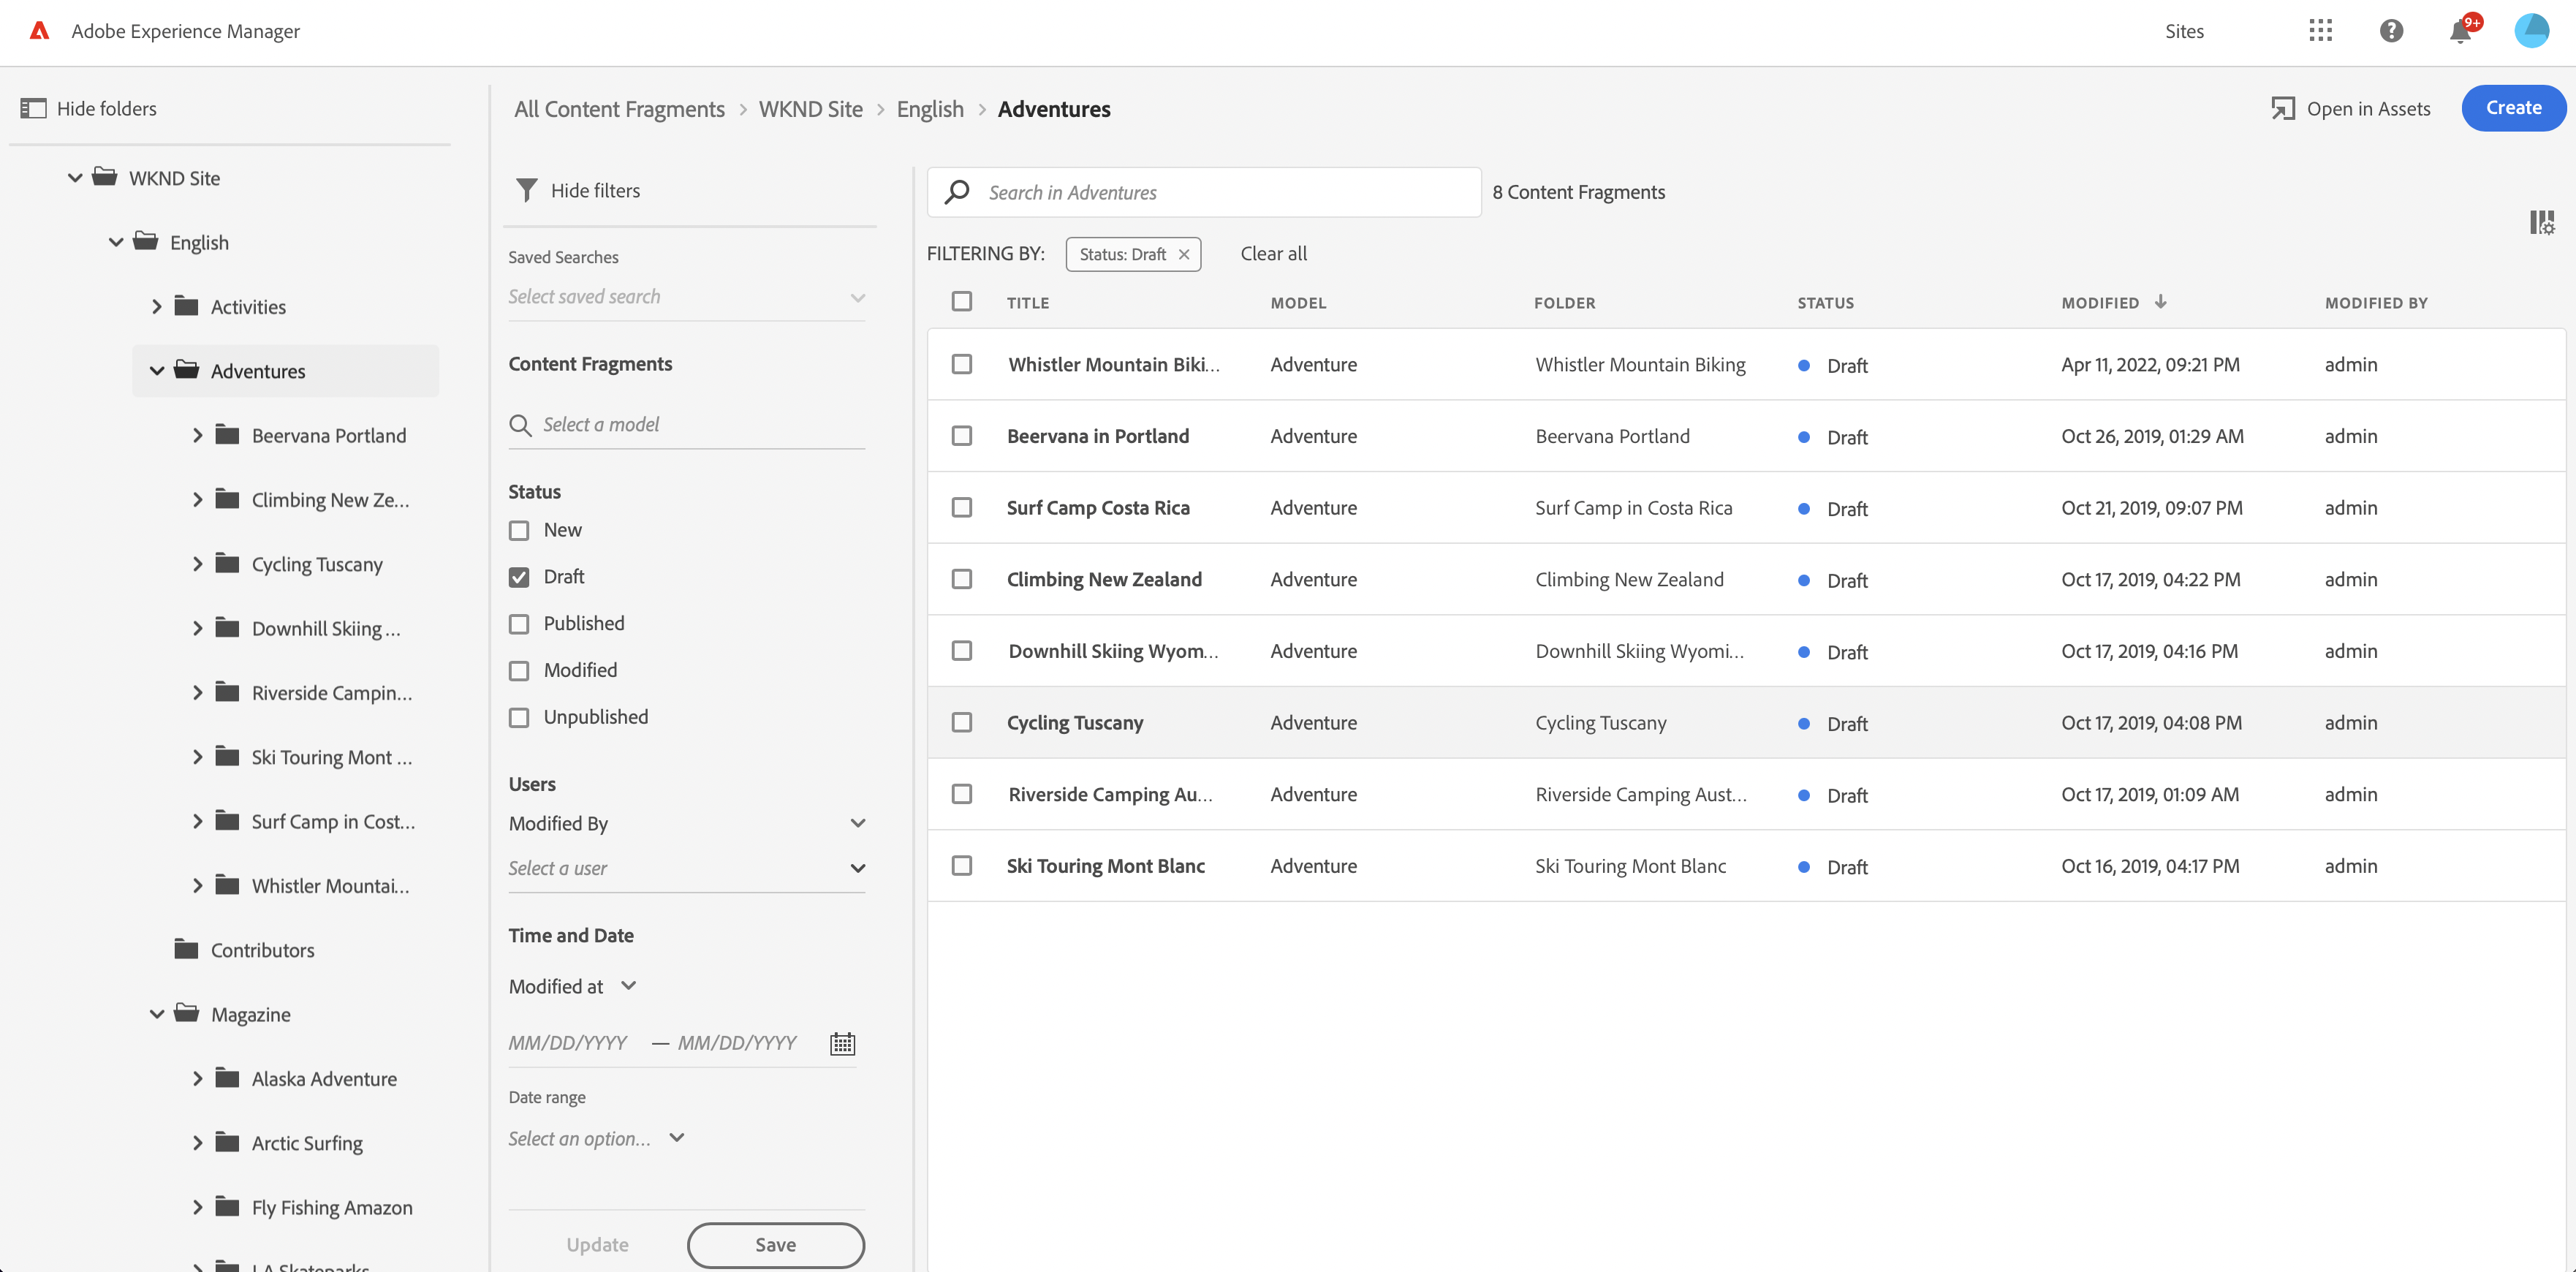 Adobe Experience Manager
Sites
9+
Hide folders
WKND Site
English
Activities
Adventures
Beervana Portland
Climbing New Ze...
Cycling Tuscany
Downhill Skiing ...
Riverside Campin...
Ski Touring Mont ...
Surf Camp in Cost...
Whistler Mountai...
Contributors
Magazine
Alaska Adventure
Arctic Surfing
Fly Fishing Amazon
LA Skateparks
All Content Fragments > WKND Site > English > Adventures
Open in Assets
Create
Hide filters
Saved Searches
Select saved search
Content Fragments
Select a model
Status
New
Draft
Published
Modified
Unpublished
Users
Modified By
Select a user
Time and Date
Modified at
MM/DD/YYYY — MM/DD/YYYY
Date range
Select an option...
Update
Save
Search in Adventures
8 Content Fragments
FILTERING BY: Status: Draft Clear all
TITLE MODEL FOLDER STATUS MODIFIED MODIFIED BY
Whistler Mountain Biki... Adventure Whistler Mountain Biking Draft Apr 11, 2022, 09:21 PM admin
Beervana in Portland Adventure Beervana Portland Draft Oct 26, 2019, 01:29 AM admin
Surf Camp Costa Rica Adventure Surf Camp in Costa Rica Draft Oct 21, 2019, 09:07 PM admin
Climbing New Zealand Adventure Climbing New Zealand Draft Oct 17, 2019, 04:22 PM admin
Downhill Skiing Wyom... Adventure Downhill Skiing Wyomi... Draft Oct 17, 2019, 04:16 PM admin
Cycling Tuscany Adventure Cycling Tuscany Draft Oct 17, 2019, 04:08 PM admin
Riverside Camping Au... Adventure Riverside Camping Aust... Draft Oct 17, 2019, 01:09 AM admin
Ski Touring Mont Blanc Adventure Ski Touring Mont Blanc Draft Oct 16, 2019, 04:17 PM admin